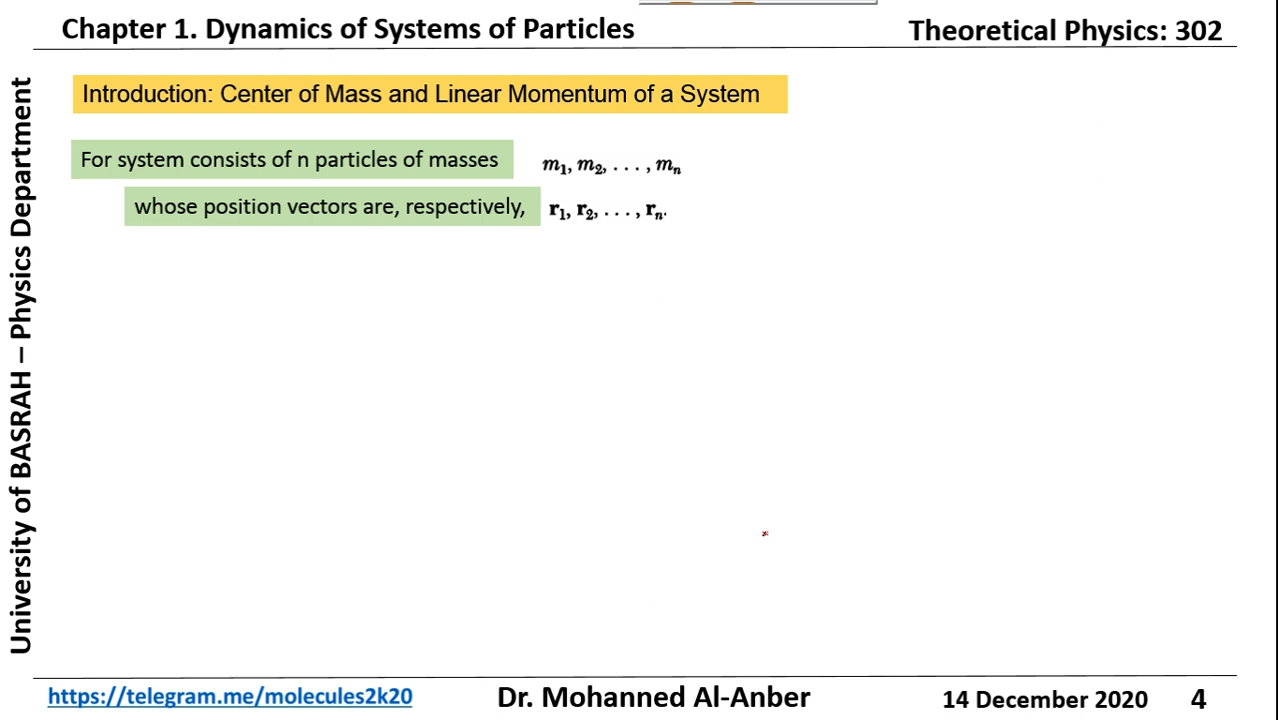 Chapter 1. Dynamics of Systems of Particles
Theoretical Physics: 302
University of BASRAH – Physics Department
Introduction: Center of Mass and Linear Momentum of a System
For system consists of n particles of masses m₁, m₂, . . . , mₙ
whose position vectors are, respectively, r₁, r₂, . . . , rₙ.
https://telegram.me/molecules2k20
Dr. Mohanned Al-Anber
14 December 2020
4